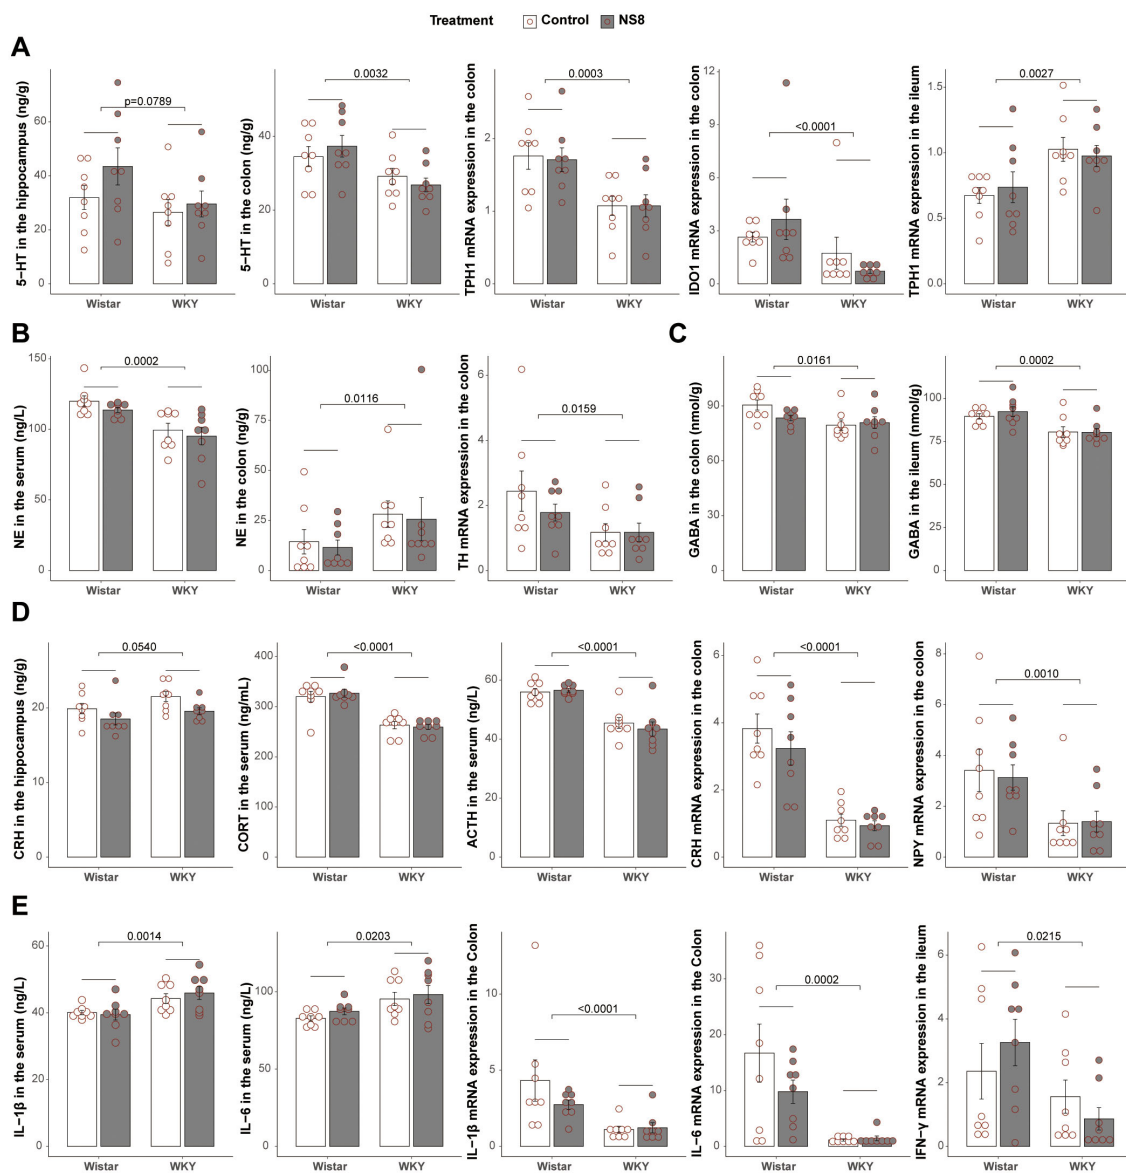 Treatment Control NS8
A
5−HT in the hippocampus (ng/g)
0
20
40
60
p=0.0789
Wistar WKY
5−HT in the colon (ng/g)
0
20
40
0.0032
Wistar WKY
TPH1 mRNA expression in the colon
0
1
2
0.0003
Wistar WKY
IDO1 mRNA expression in the colon
0
3
6
9
12
<0.0001
Wistar WKY
TPH1 mRNA expression in the ileum
0.0
0.5
1.0
1.5
0.0027
Wistar WKY
B
NE in the serum (ng/L)
0
50
100
150
0.0002
Wistar WKY
NE in the colon (ng/g)
0
25
50
75
100
0.0116
Wistar WKY
TH mRNA expression in the colon
0
2
4
6
0.0159
Wistar WKY
C
GABA in the colon (nmol/g)
0
30
60
90
0.0161
Wistar WKY
GABA in the ileum (nmol/g)
0
25
50
75
100
0.0002
Wistar WKY
D
CRH in the hippocampus (ng/g)
0
10
20
0.0540
Wistar WKY
CORT in the serum (ng/mL)
0
100
200
300
400
<0.0001
Wistar WKY
ACTH in the serum (ng/L)
0
20
40
60
<0.0001
Wistar WKY
CRH mRNA expression in the colon
0
2
4
6
<0.0001
Wistar WKY
NPY mRNA expression in the colon
0
2
4
6
8
0.0010
Wistar WKY
E
IL−1β in the serum (ng/L)
0
20
40
60
0.0014
Wistar WKY
IL−6 in the serum (ng/L)
0
50
100
0.0203
Wistar WKY
IL−1β mRNA expression in the Colon
0
5
10
<0.0001
Wistar WKY
IL−6 mRNA expression in the Colon
0
10
20
30
0.0002
Wistar WKY
IFN−γ mRNA expression in the ileum
0
2
4
6
0.0215
Wistar WKY